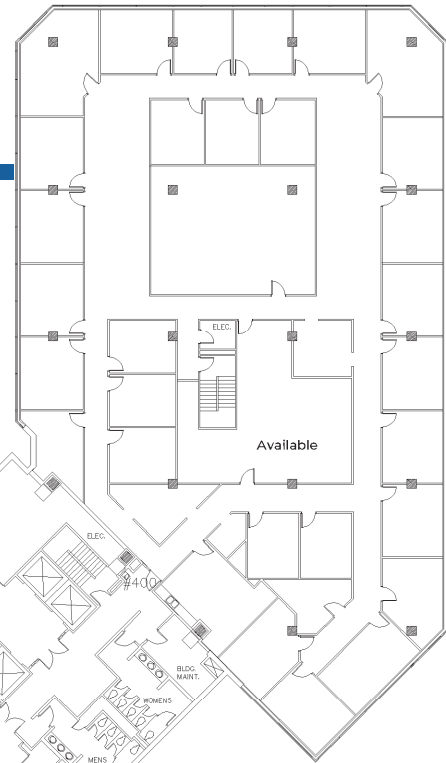 ELEC.
Available
ELEC.
#400
BLDG.
MAINT.
WOMENS
MENS